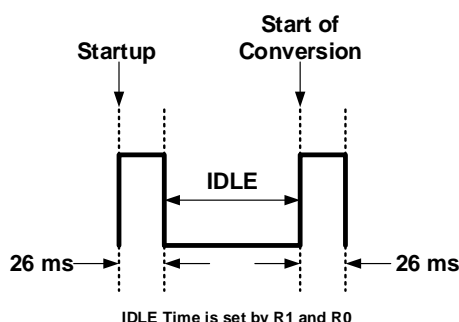 Startup
Start of
Conversion
IDLE
26 ms
26 ms
IDLE Time is set by R1 and R0